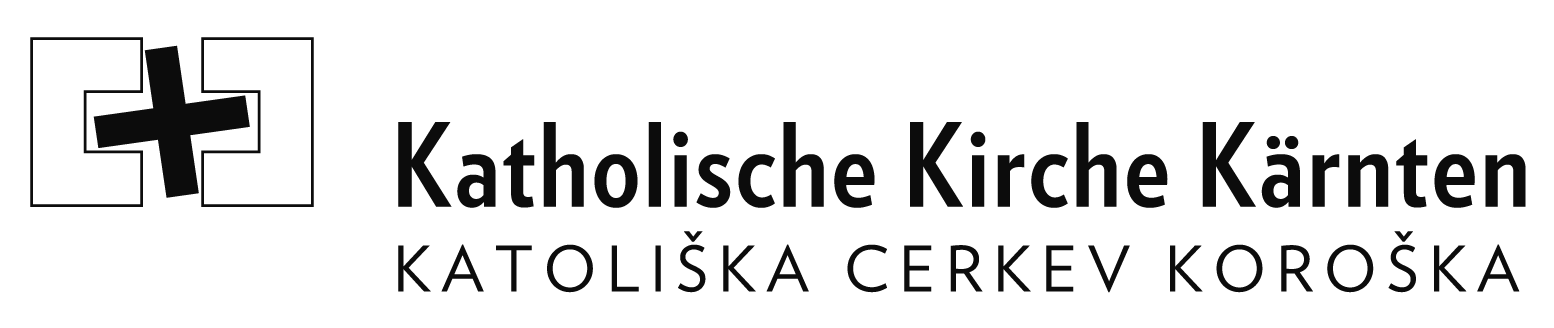 Katholische Kirche Kärnten
KATOLIŠKA CERKEV KOROŠKA